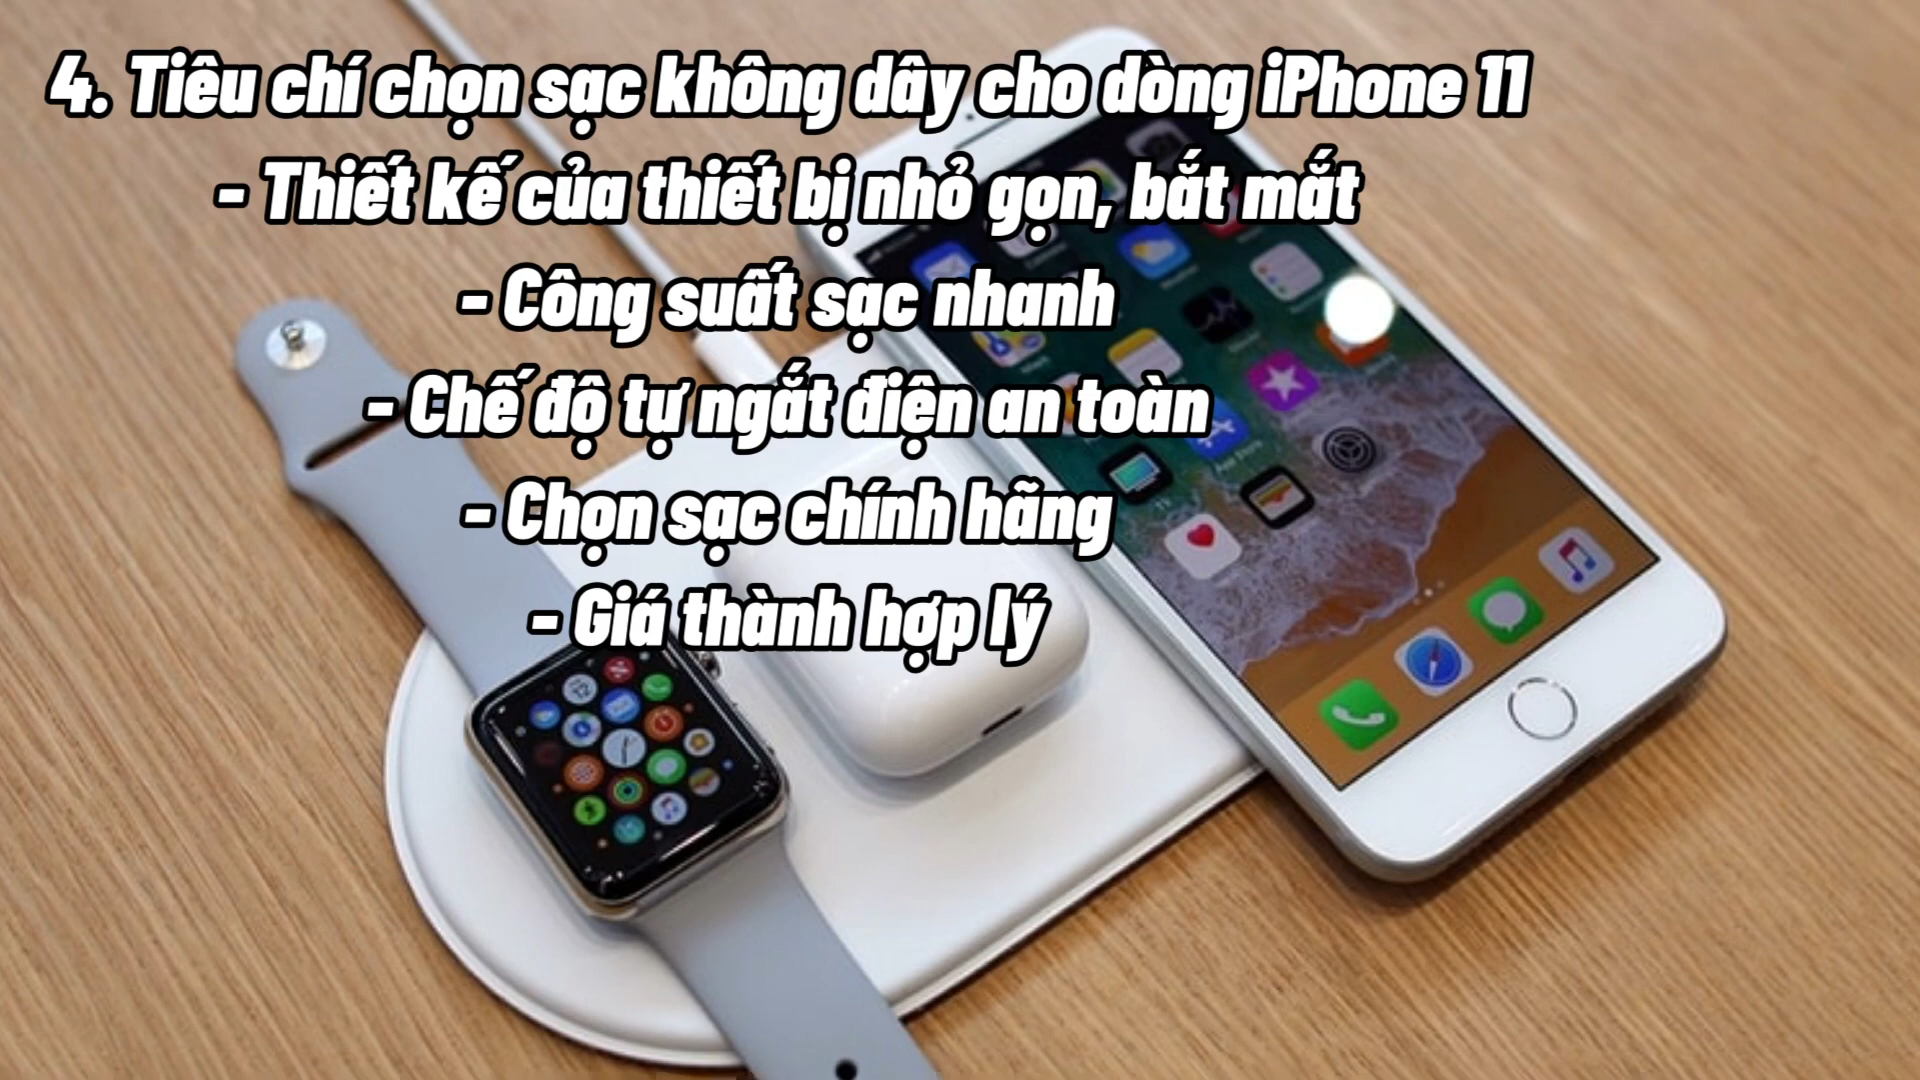 4. Tiêu chí chọn sạc không dây cho dòng iPhone 11
- Thiết kế của thiết bị nhỏ gọn, bắt mắt
- Công suất sạc nhanh
- Chế độ tự ngắt điện an toàn
- Chọn sạc chính hãng
- Giá thành hợp lý